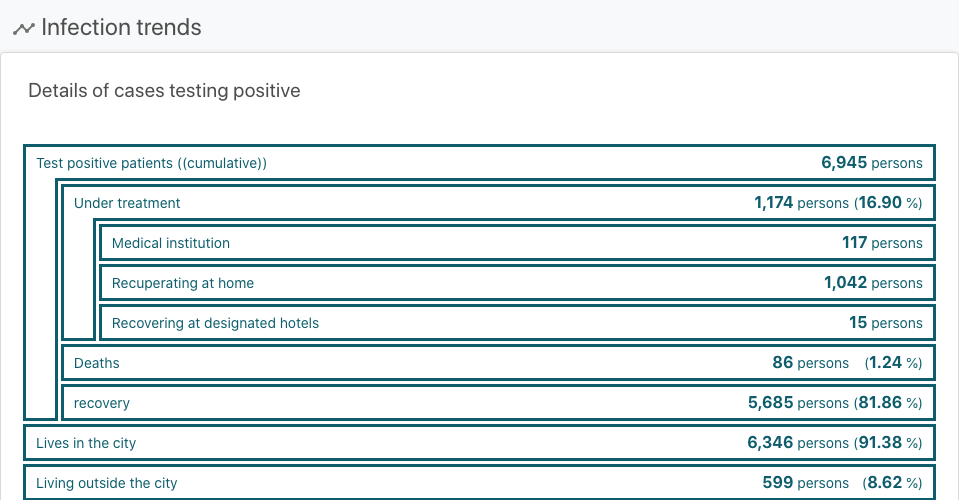 Infection trends
Details of cases testing positive
Test positive patients ((cumulative)) 6,945 persons
Under treatment 1,174 persons (16.90 %)
Medical institution 117 persons
Recuperating at home 1,042 persons
Recovering at designated hotels 15 persons
Deaths 86 persons (1.24 %)
recovery 5,685 persons (81.86 %)
Lives in the city 6,346 persons (91.38 %)
Living outside the city 599 persons (8.62 %)